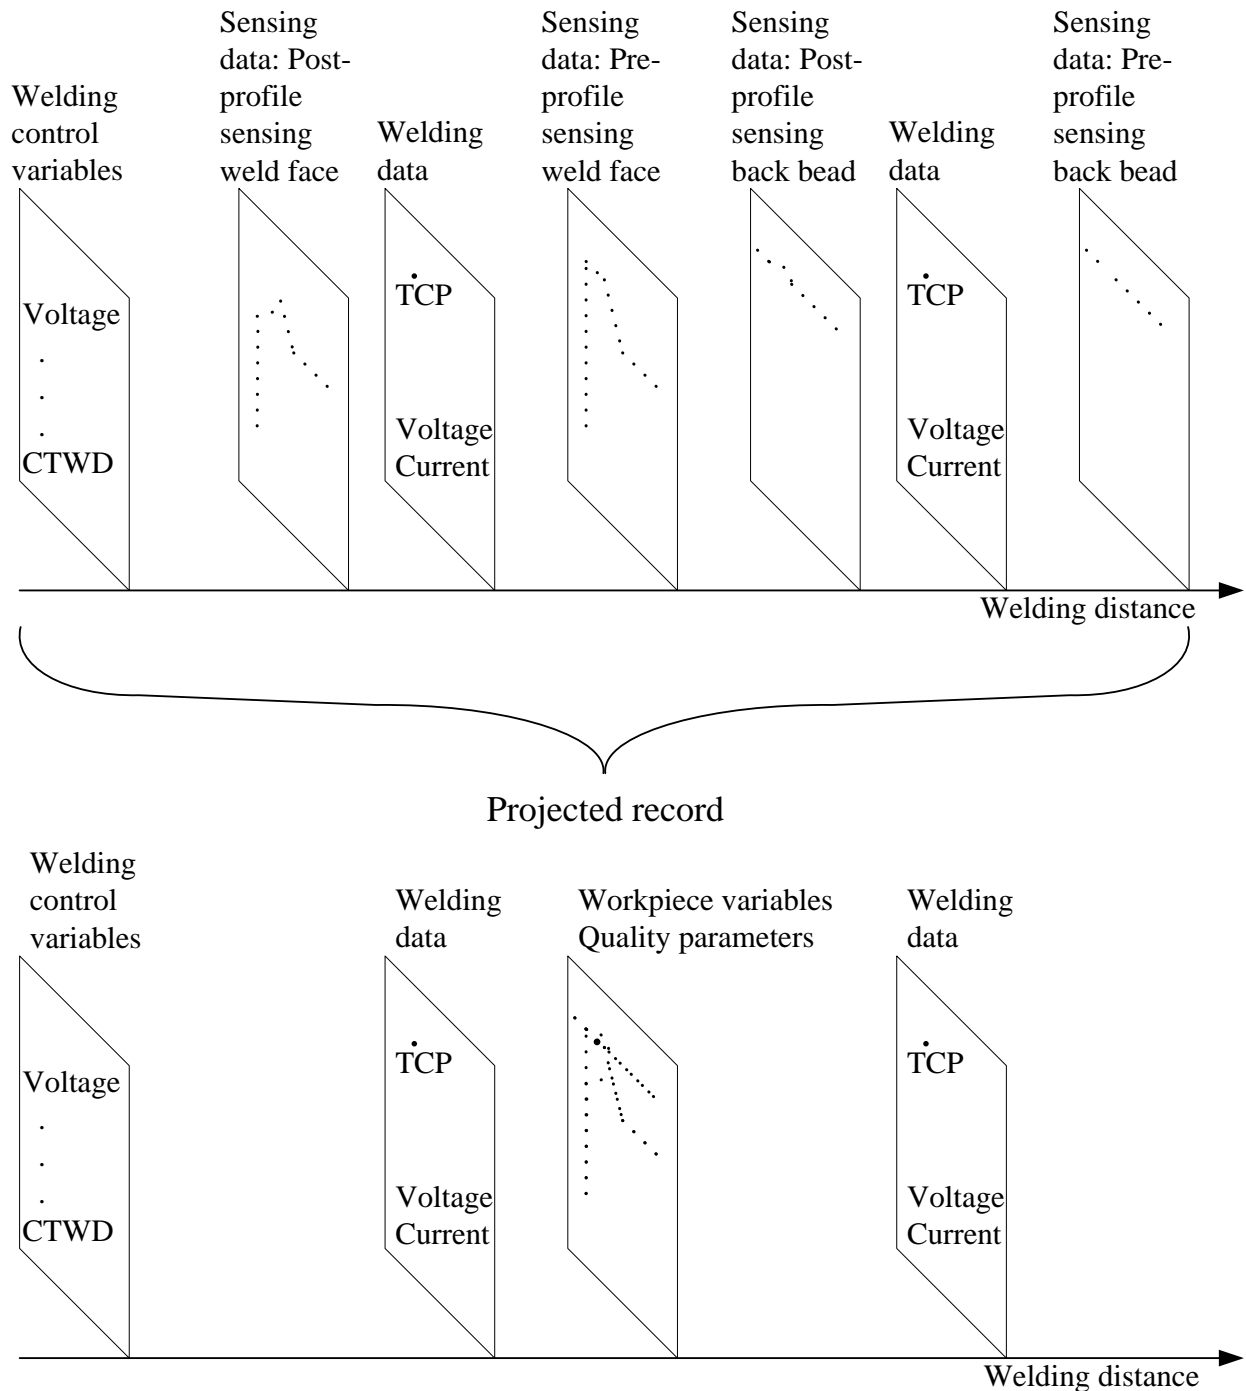 Welding
control
variables
Sensing
data: Post-
profile
sensing
weld face
Welding
data
Sensing
data: Pre-
profile
sensing
weld face
Sensing
data: Post-
profile
sensing
back bead
Welding
data
Sensing
data: Pre-
profile
sensing
back bead
Voltage
CTWD
TCP
Voltage
Current
TCP
Voltage
Current
Welding distance
Projected record
Welding
control
variables
Welding
data
Workpiece variables
Quality parameters
Welding
data
Voltage
CTWD
TCP
Voltage
Current
TCP
Voltage
Current
Welding distance